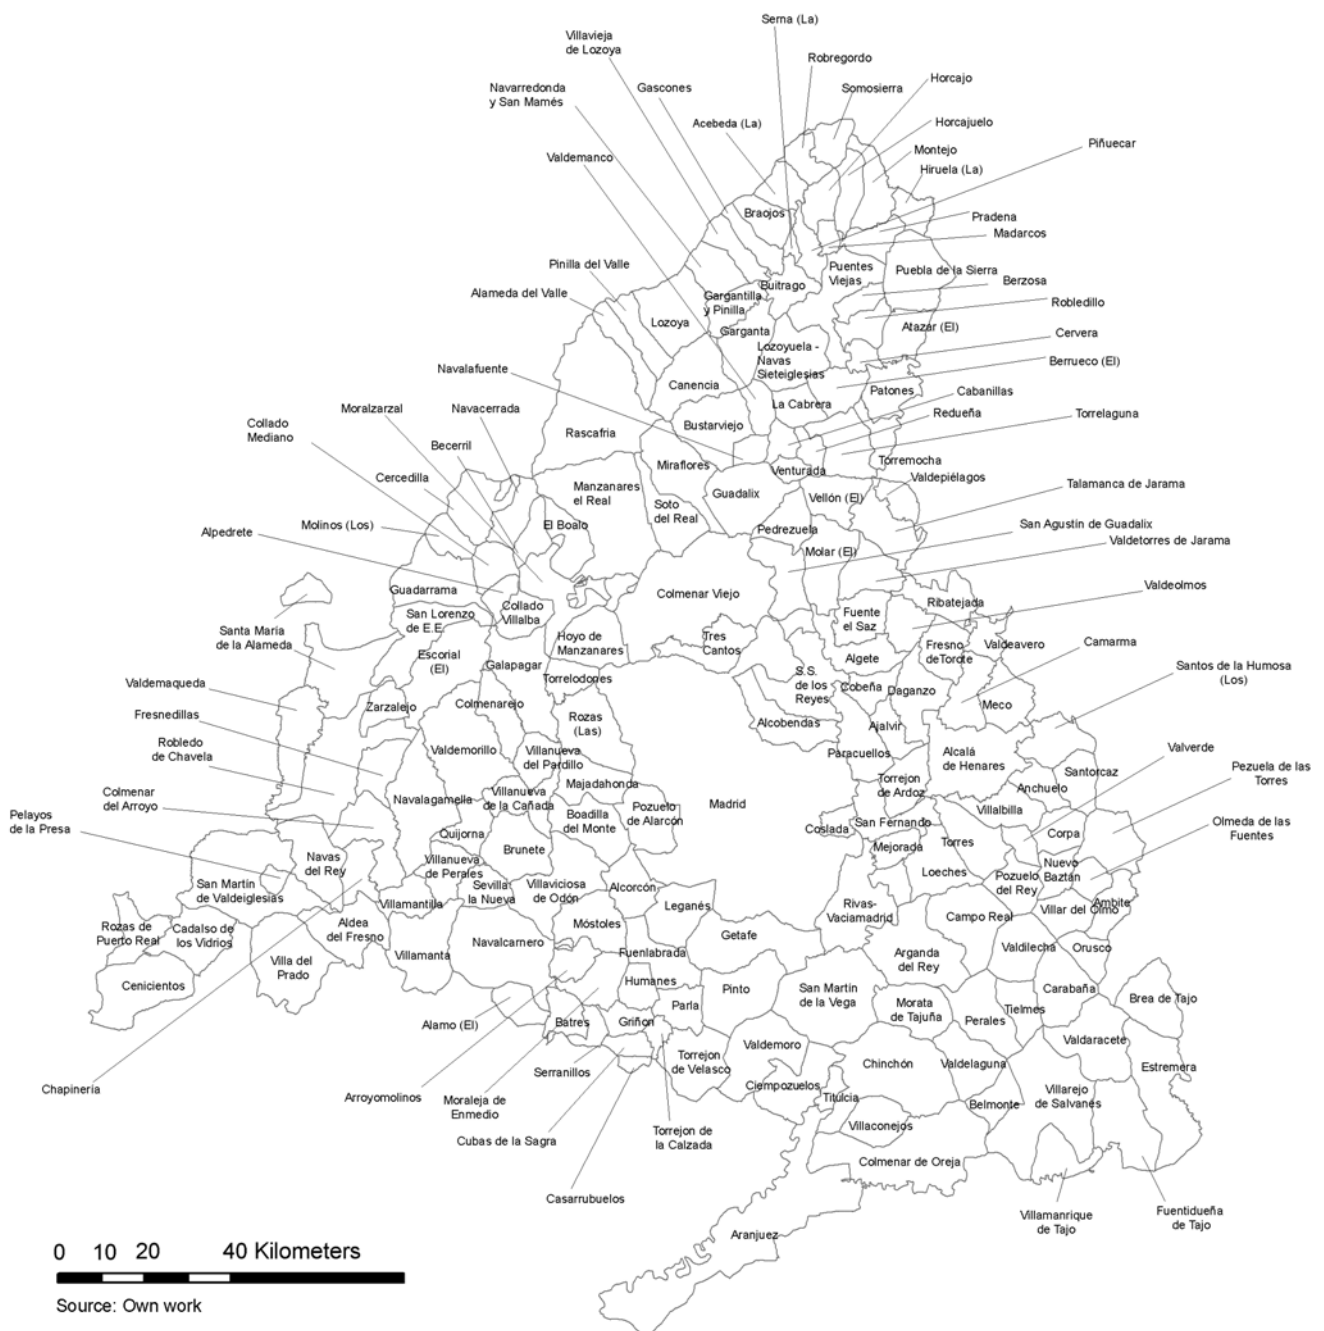 Serna (La)
Villavieja
de Lozoya
Robregordo
Horcajo
Navarredonda
y San Mamés
Gascones
Somosierra
Acebeda (La)
Horcajuelo
Piñuecar
Valdemanco
Montejo
Hiruela (La)
Braojos
Pradena
Madarcos
Pinilla del Valle
Puentes
Viejas
Puebla de la Sierra
Berzosa
Alameda del Valle
Buitrago
Gargantilla
y Pinilla
Robledillo
Lozoya
Garganta
Atazar (El)
Cervera
Lozoyuela -
Navas
Sieteiglesias
Berrueco (El)
Navalafuente
Canencia
Patones
Cabanillas
Moralzarzal
Navacerrada
La Cabrera
Redueña
Torrelaguna
Collado
Mediano
Bustarviejo
Rascafria
Becerril
Miraflores
Venturada
Torremocha
Cercedilla
Valdepiélagos
Talamanca de Jarama
Manzanares
el Real
Guadalix
Vellón (El)
Soto
del Real
Molinos (Los)
El Boalo
Pedrezuela
San Agustín de Guadalix
Alpedrete
Valdetorres de Jarama
Molar (El)
Valdeolmos
Guadarrama
Colmenar Viejo
Collado
Villalba
San Lorenzo
de E.E.
Fuente
el Saz
Ribatejada
Santa María
de la Alameda
Hoyo de
Manzanares
Tres
Cantos
Fresno
deTorote
Valdeavero
Camarma
Escorial
(El)
Galapagar
Algete
Santos de la Humosa
(Los)
Valdemaqueda
Torrelodones
S.S.
de los
Reyes
Cobeña
Daganzo
Meco
Fresnedillas
Zarzalejo
Colmenarejo
Rozas
(Las)
Alcobendas
Ajalvir
Robledo
de Chavela
Valdemorillo
Villanueva
del Pardillo
Paracuellos
Alcalá
de Henares
Valverde
Santorcaz
Pezuela de las
Torres
Colmenar
del Arroyo
Navalagamella
Villanueva
de la Cañada
Majadahonda
Torrejon
de Ardoz
Anchuelo
Pelayos
de la Presa
Boadilla
del Monte
Pozuelo
de Alarcón
Madrid
Villalbilla
Olmeda de las
Fuentes
Quijorna
Coslada
San Fernando
Mejorada
Torres
Corpa
Navas
del Rey
Villanueva
de Perales
Brunete
Loeches
Pozuelo
del Rey
Nuevo
Baztán
San Martín
de Valdeiglesias
Villamantilla
Sevilla
la Nueva
Villaviciosa
de Odón
Alcorcón
Leganés
Rivas-
Vaciamadrid
Campo Real
Villar del Olmo
Ambite
Rozas de
Puerto Real
Cadalso de
los Vidrios
Aldea
del Fresno
Móstoles
Getafe
Navalcarnero
Fuenlabrada
Valdilecha
Orusco
Villa del
Prado
Villamanta
Arganda
del Rey
Cenicientos
Humanes
Pinto
San Martín
de la Vega
Carabaña
Brea de Tajo
Alamo (El)
Batres
Griñon
Parla
Morata
de Tajuña
Perales
Tielmes
Valdaracete
Valdemoro
Torrejon
de Velasco
Chinchón
Valdelaguna
Estremera
Serranillos
Chapinería
Ciempozuelos
Titulcia
Villarejo
de Salvanés
Belmonte
Arroyomolinos
Moraleja de
Enmedio
Villaconejos
Cubas de la Sagra
Torrejon de
la Calzada
Colmenar de Oreja
Casarrubuelos
Villamanrique
de Tajo
Fuentidueña
de Tajo
Aranjuez
0 10 20 40 Kilometers
Source: Own work